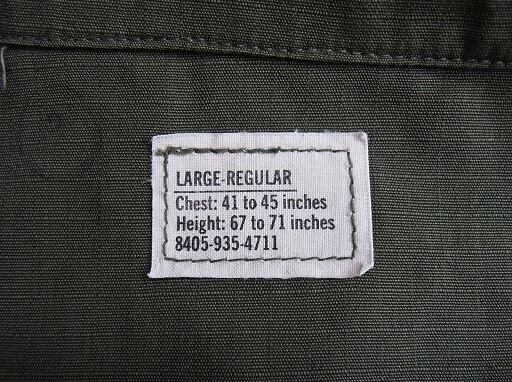 LARGE-REGULAR
Chest: 41 to 45 inches
Height: 67 to 71 inches
8405-935-4711